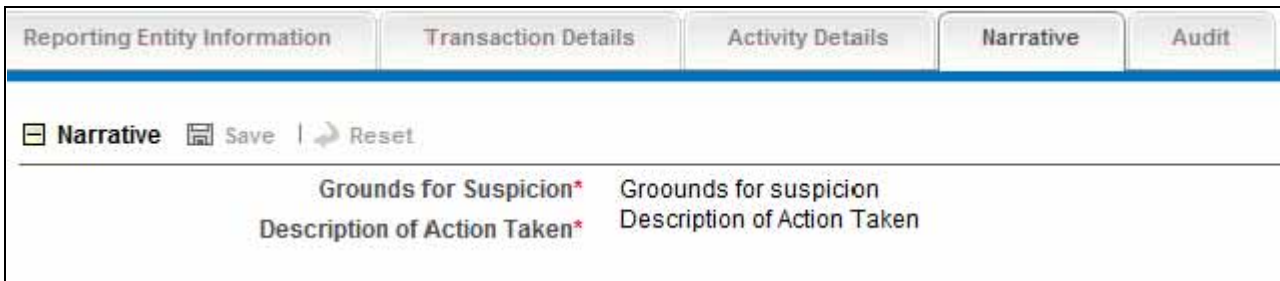 Reporting Entity Information Transaction Details Activity Details Narrative Audit
Narrative Save | Reset
Grounds for Suspicion* Groounds for suspicion
Description of Action Taken* Description of Action Taken